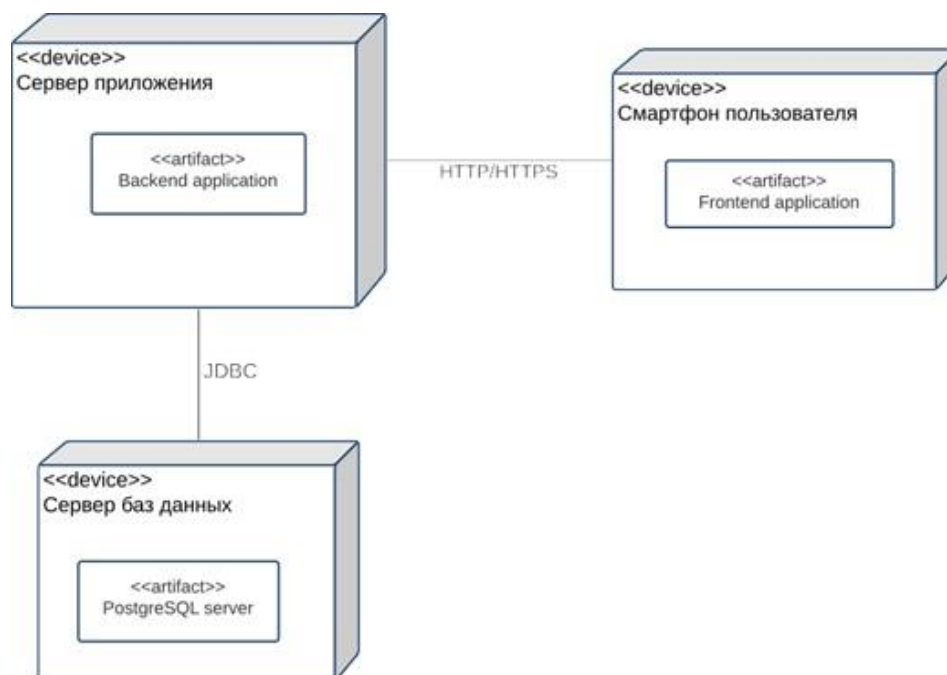 <<device>>
Сервер приложения
<<artifact>>
Backend application
HTTP/HTTPS
<<device>>
Смартфон пользователя
<<artifact>>
Frontend application
JDBC
<<device>>
Сервер баз данных
<<artifact>>
PostgreSQL server